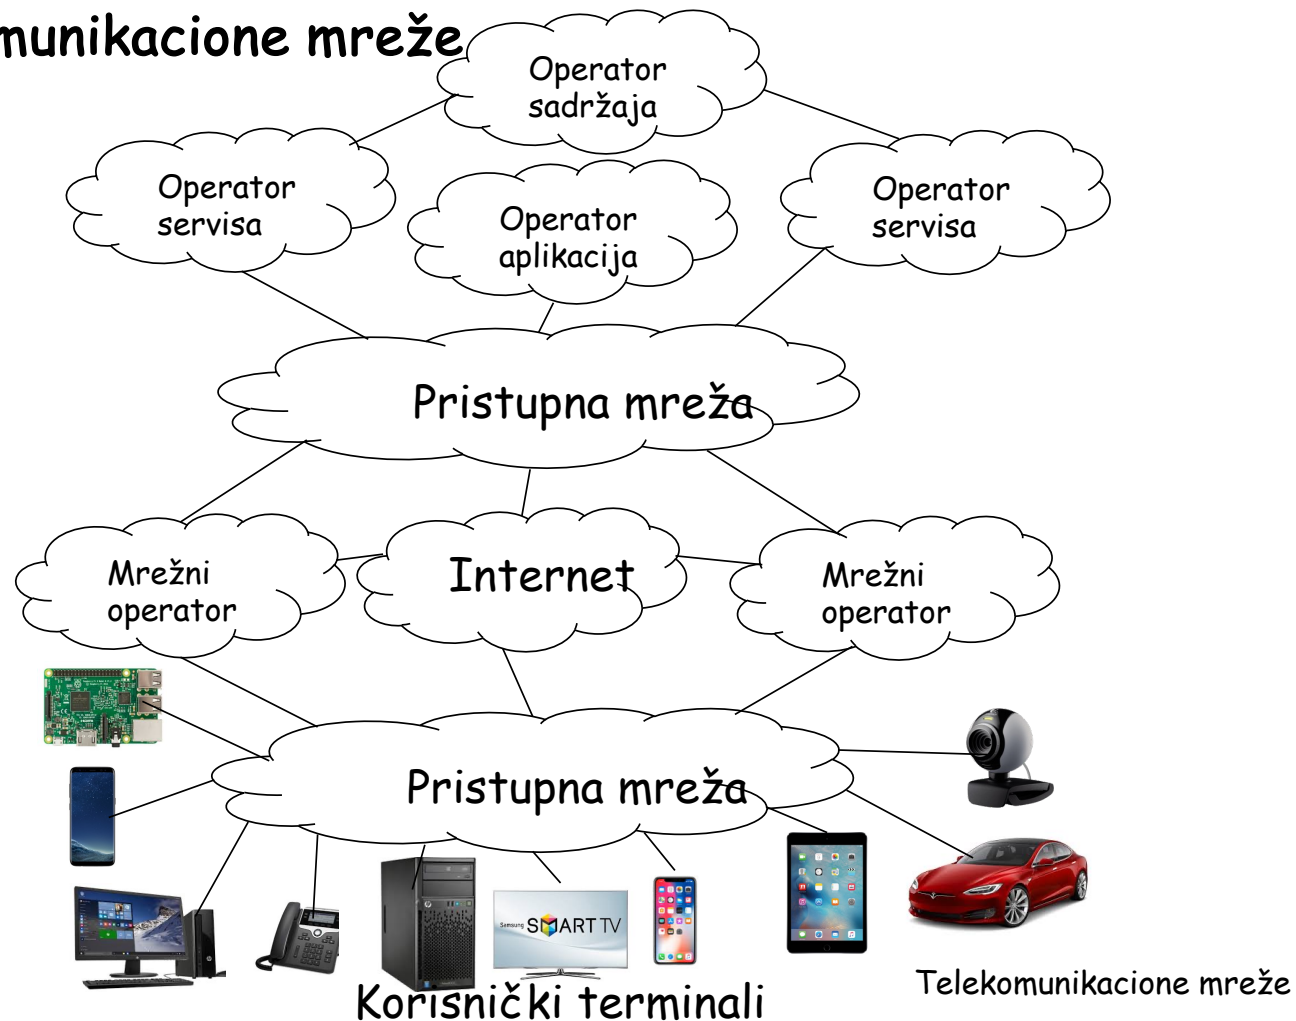 munikacione mreže
Operator
sadržaja
Operator
servisa
Operator
aplikacija
Operator
servisa
Pristupna mreža
Mrežni
operator
Internet
Mrežni
operator
Pristupna mreža
Samsung SMART TV
Korisnički terminali
Telekomunikacione mreže